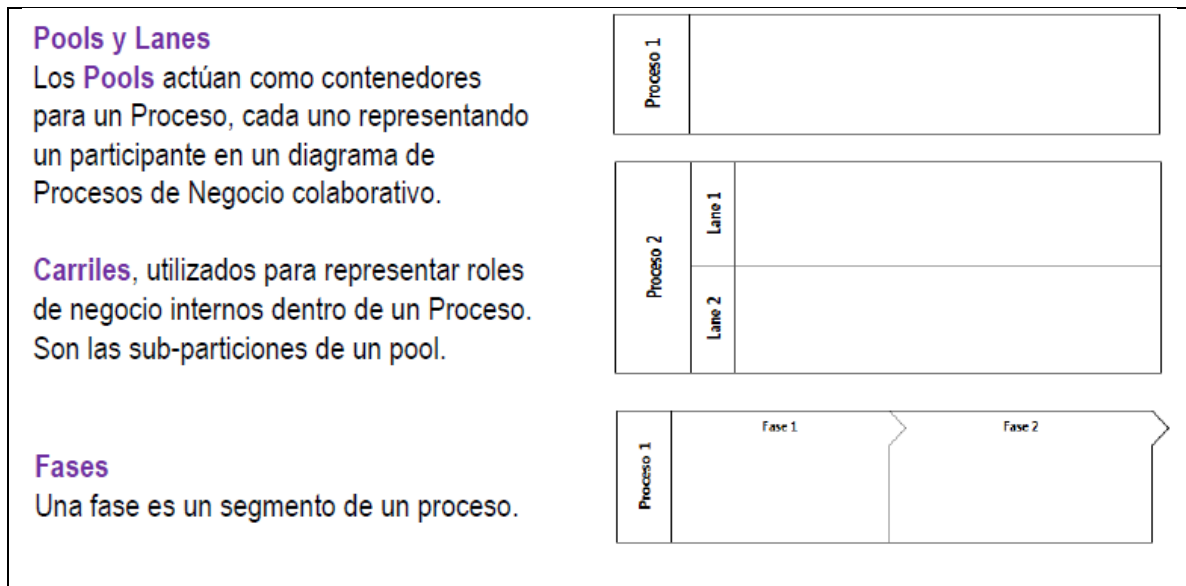 Pools y Lanes
Los Pools actúan como contenedores
para un Proceso, cada uno representando
un participante en un diagrama de
Procesos de Negocio colaborativo.
Carriles, utilizados para representar roles
de negocio internos dentro de un Proceso.
Son las sub-particiones de un pool.
Fases
Una fase es un segmento de un proceso.
Proceso 1
Proceso 2
Lane 1
Lane 2
Proceso 1
Fase 1
Fase 2